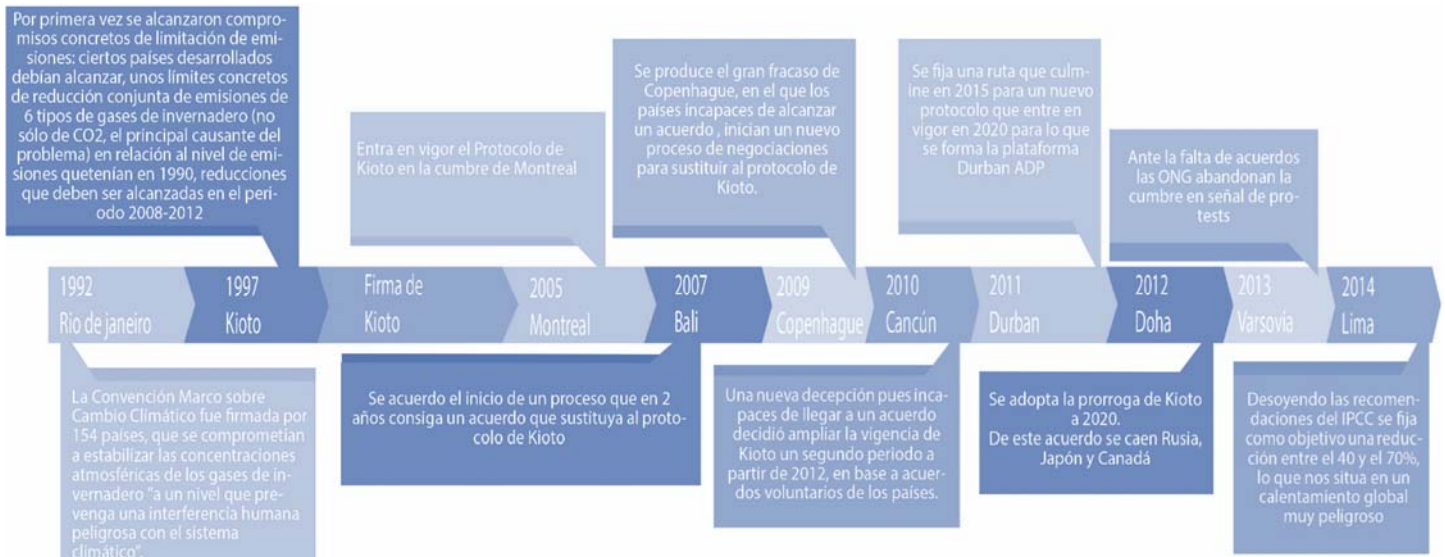 Por primera vez se alcanzaron compro-
misos concretos de limitación de emi-
siones: ciertos países desarrollados
debían alcanzar, unos límites concretos
de reducción conjunta de emisiones de
6 tipos de gases de invernadero (no
sólo de CO2, el principal causante del
problema) en relación al nivel de emi-
siones quetenían en 1990, reducciones
que deben ser alcanzadas en el peri-
odo 2008-2012
Entra en vigor el Protocolo de
Kioto en la cumbre de Montreal
Se produce el gran fracaso de
Copenhague, en el que los
países incapaces de alcanzar
un acuerdo , inician un nuevo
proceso de negociaciones
para sustituir al protocolo de
Kioto.
Se fija una ruta que culm-
ine en 2015 para un nuevo
protocolo que entre en
vigor en 2020 para lo que
se forma la plataforma
Durban ADP
Ante la falta de acuerdos
las ONG abandonan la
cumbre en señal de pro-
tests
1992
Rio de janeiro
1997
Kioto
Firma de
Kioto
2005
Montreal
2007
Bali
2009
Copenhague
2010
Cancún
2011
Durban
2012
Doha
2013
Varsovia
2014
Lima
La Convención Marco sobre
Cambio Climático fue firmada por
154 países, que se comprometían
a estabilizar las concentraciones
atmosféricas de los gases de in-
vernadero "a un nivel que pre-
venga una interferencia humana
peligrosa con el sistema
climático".
Se acuerdo el inicio de un proceso que en 2
años consiga un acuerdo que sustituya al proto-
colo de Kioto
Una nueva decepción pues inca-
paces de llegar a un acuerdo
decidió ampliar la vigencia de
Kioto un segundo periodo a
partir de 2012, en base a acuer-
dos voluntarios de los países.
Se adopta la prorroga de Kioto
a 2020.
De este acuerdo se caen Rusia,
Japón y Canadá
Desoyendo las recomen-
daciones del IPCC se fija
como objetivo una reduc-
ción entre el 40 y el 70%,
lo que nos situa en un
calentamiento global
muy peligroso